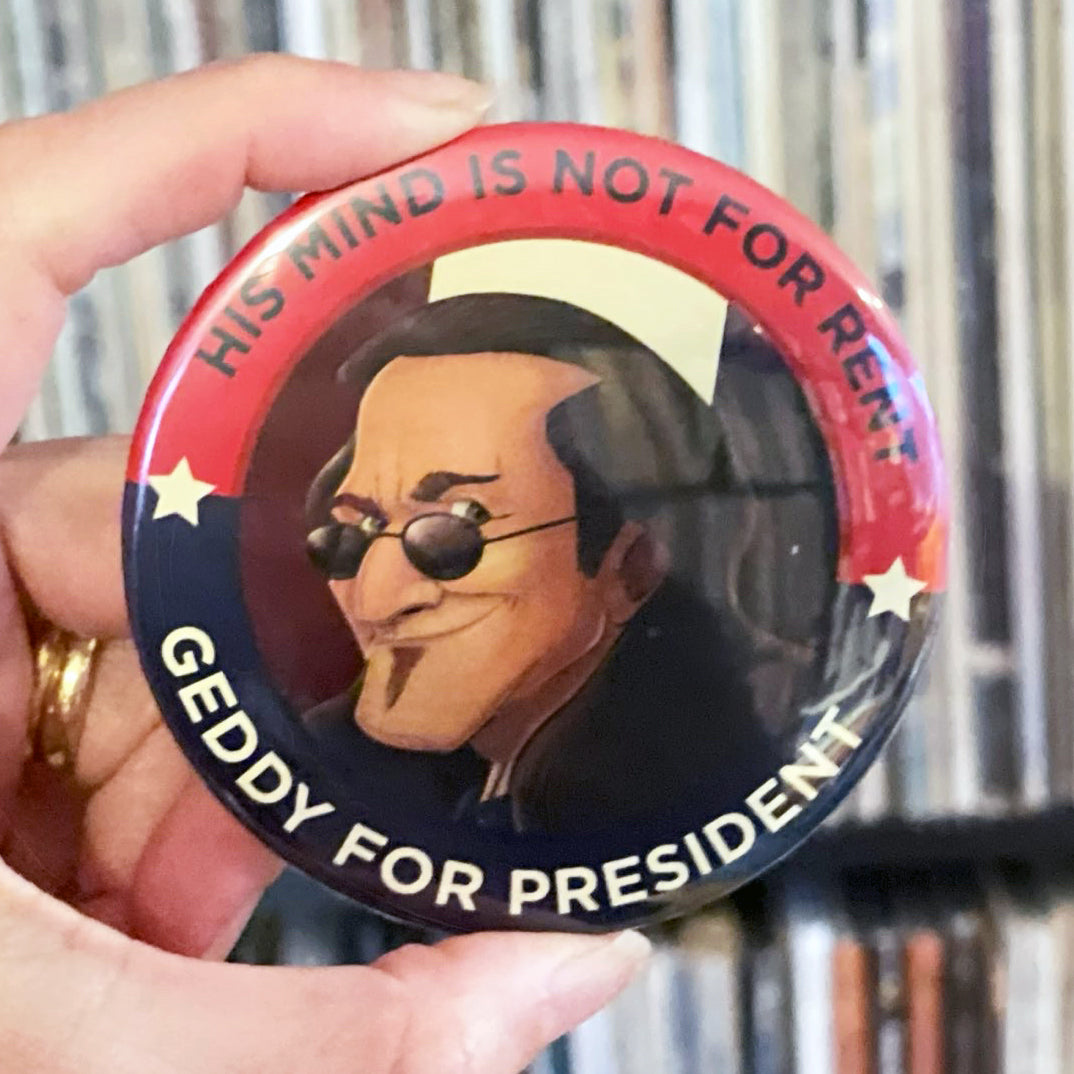 HIS MIND IS NOT FOR RENT
GEDDY FOR PRESIDENT